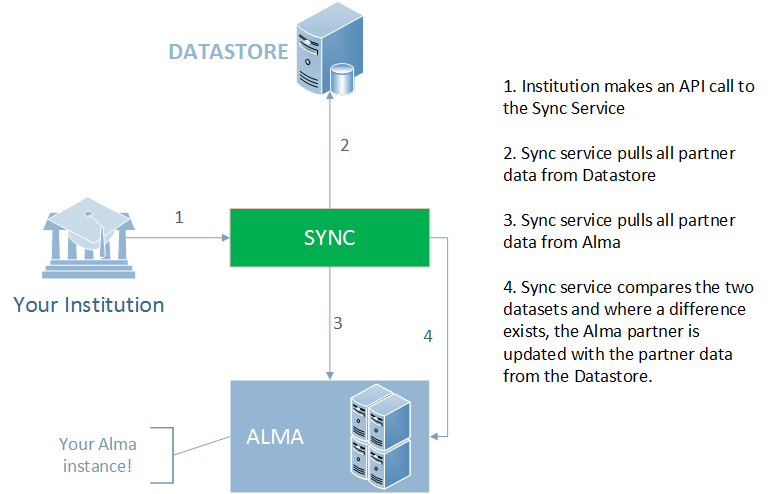 DATASTORE
1. Institution makes an API call to
the Sync Service
2
2. Sync service pulls all partner
data from Datastore
1
SYNC
3. Sync service pulls all partner
data from Alma
Your Institution
3
4
4. Sync service compares the two
datasets and where a difference
exists, the Alma partner is
updated with the partner data
from the Datastore.
ALMA
Your Alma
instance!